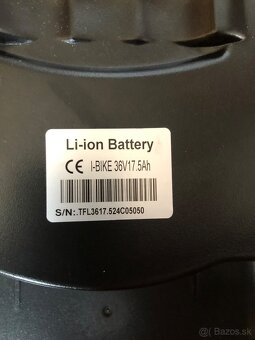 Li-ion Battery
CE I-BIKE 36V17.5Ah
S/N:.TFL3617.524C05050
Bazos.sk